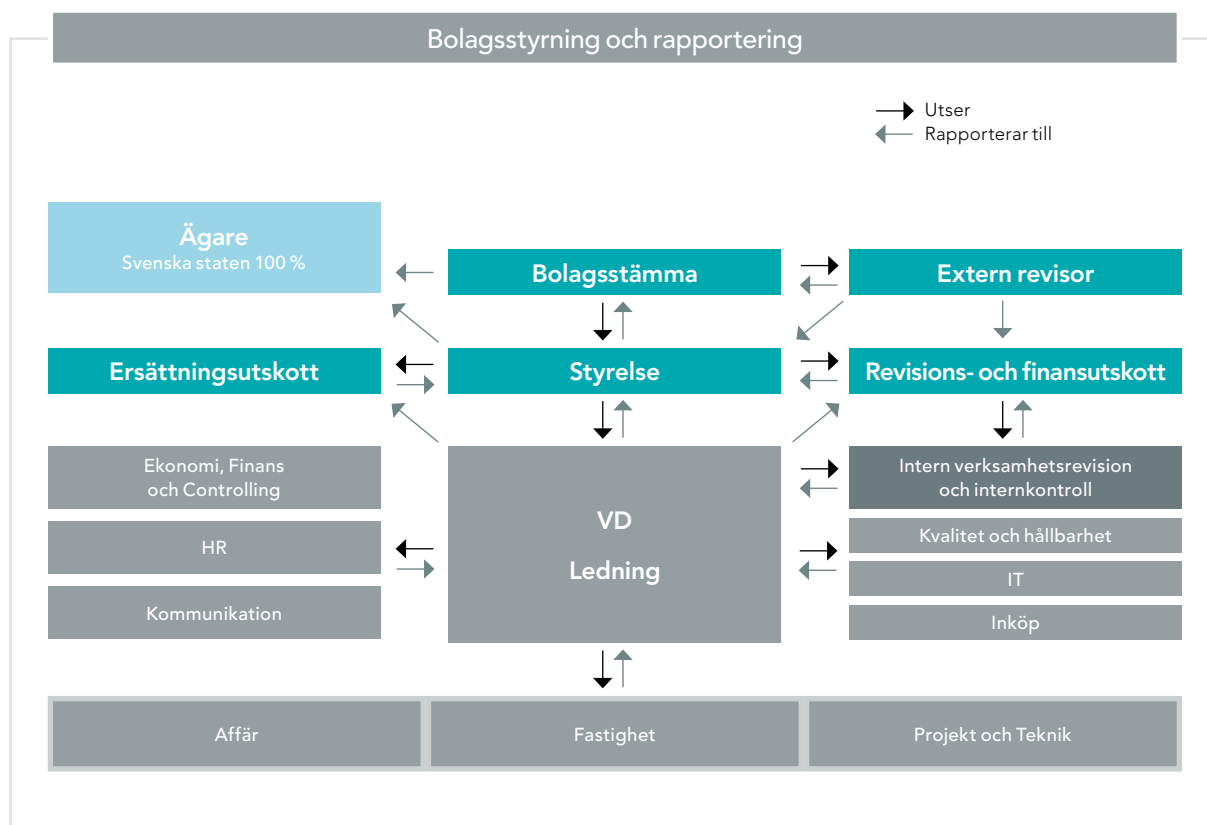 Bolagsstyrning och rapportering
Utser
Rapporterar till
Ägare
Svenska staten 100 %
Bolagsstämma
Extern revisor
Ersättningsutskott
Styrelse
Revisions- och finansutskott
Ekonomi, Finans
och Controlling
HR
Kommunikation
VD
Ledning
Intern verksamhetsrevision
och internkontroll
Kvalitet och hållbarhet
IT
Inköp
Affär
Fastighet
Projekt och Teknik